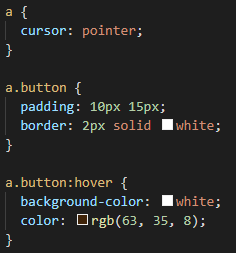 a {
  cursor: pointer;
}

a.button {
  padding: 10px 15px;
  border: 2px solid white;
}

a.button:hover {
  background-color: white;
  color: rgb(63, 35, 8);
}